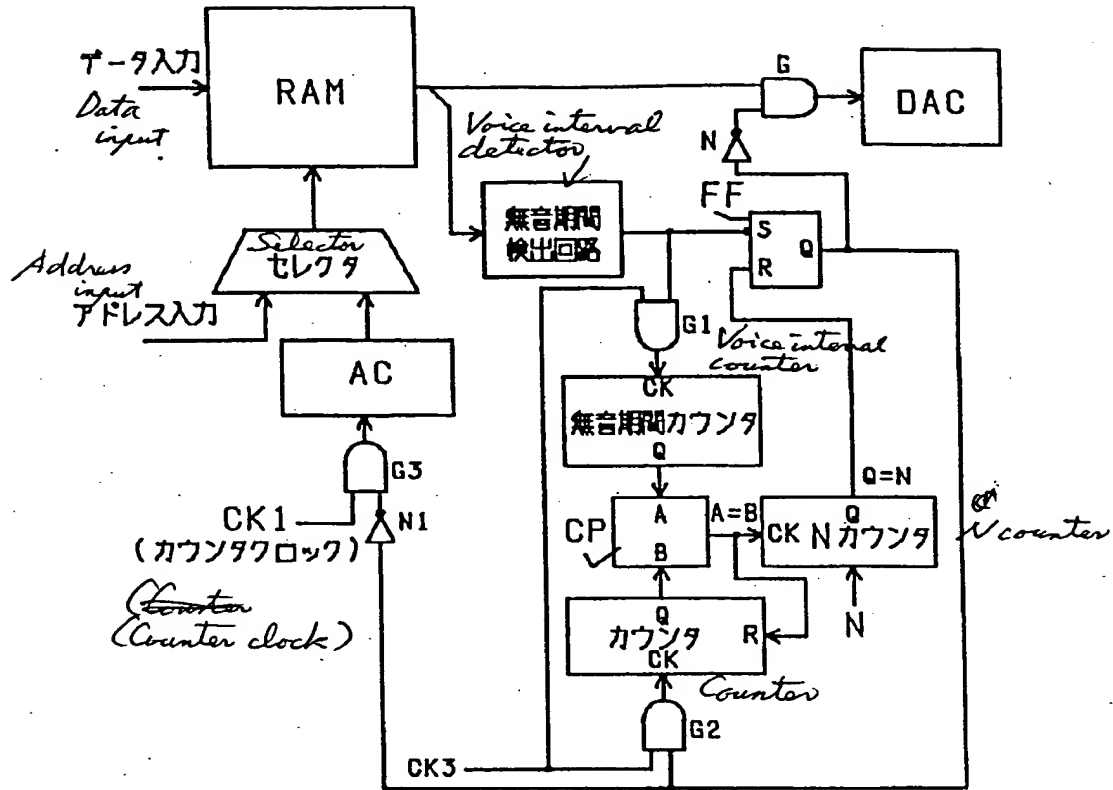 データ入力
Data
input
RAM
G
DAC
N
Voice interval
detector
無音期間
検出回路
FF
S
Q
R
Selector
セレクタ
Address
input
アドレス入力
AC
G1
Voice interval
counter
CK
無音期間カウンタ
Q
G3
CK1
(カウンタクロック)
N1
(Counter clock)
CP
A
B
A=B
Q=N
Q
CK Nカウンタ
N counter
N
Q
カウンタ
CK
R
Counter
G2
CK3